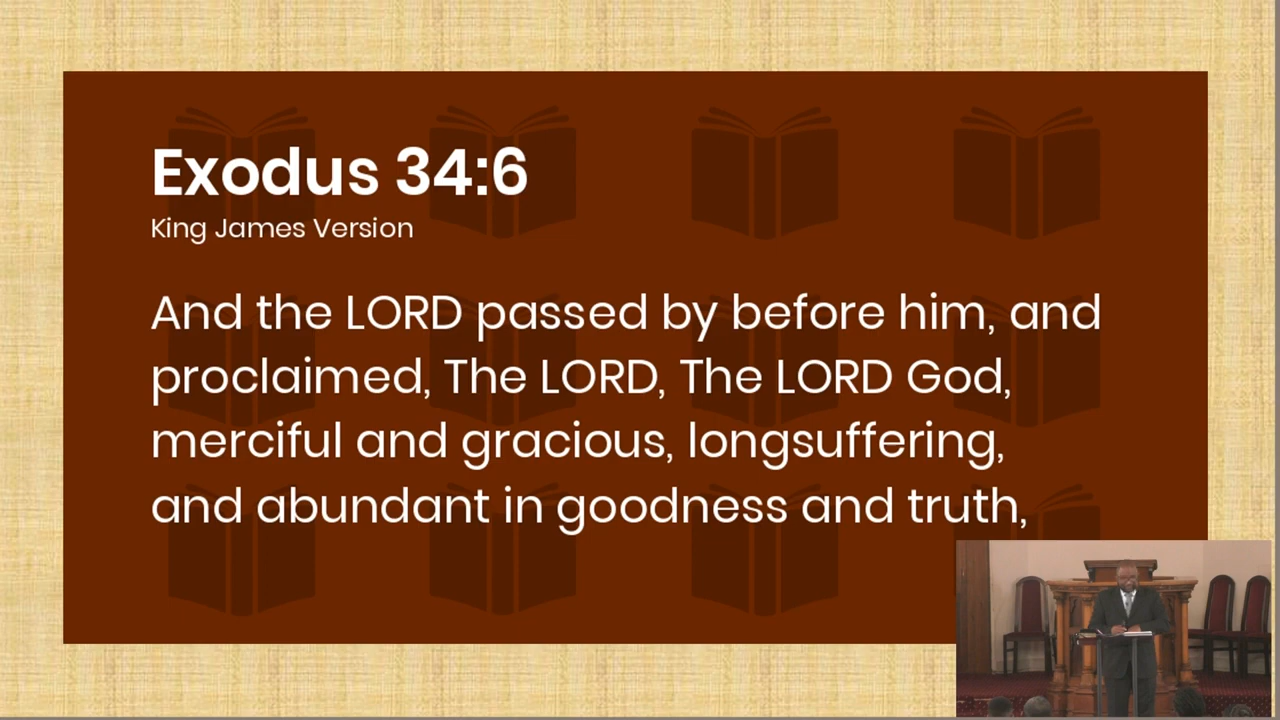 Exodus 34:6
King James Version
And the LORD passed by before him, and
proclaimed, The LORD, The LORD God,
merciful and gracious, longsuffering,
and abundant in goodness and truth,